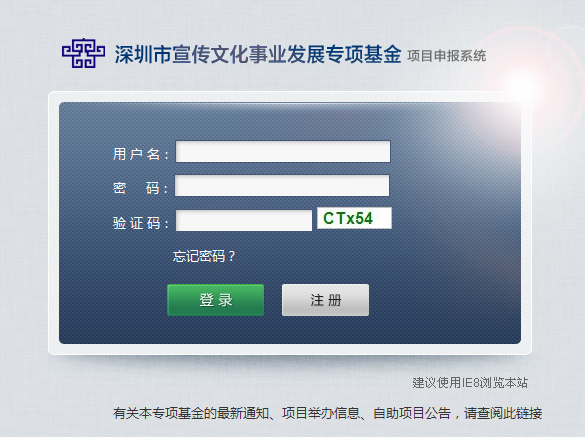 深圳市宣传文化事业发展专项基金 项目申报系统
用户名：
密　码：
验证码： CTx54
忘记密码？
登录 注册
建议使用IE8浏览本站
有关本专项基金的最新通知、项目举办信息、自助项目公告，请查阅此链接